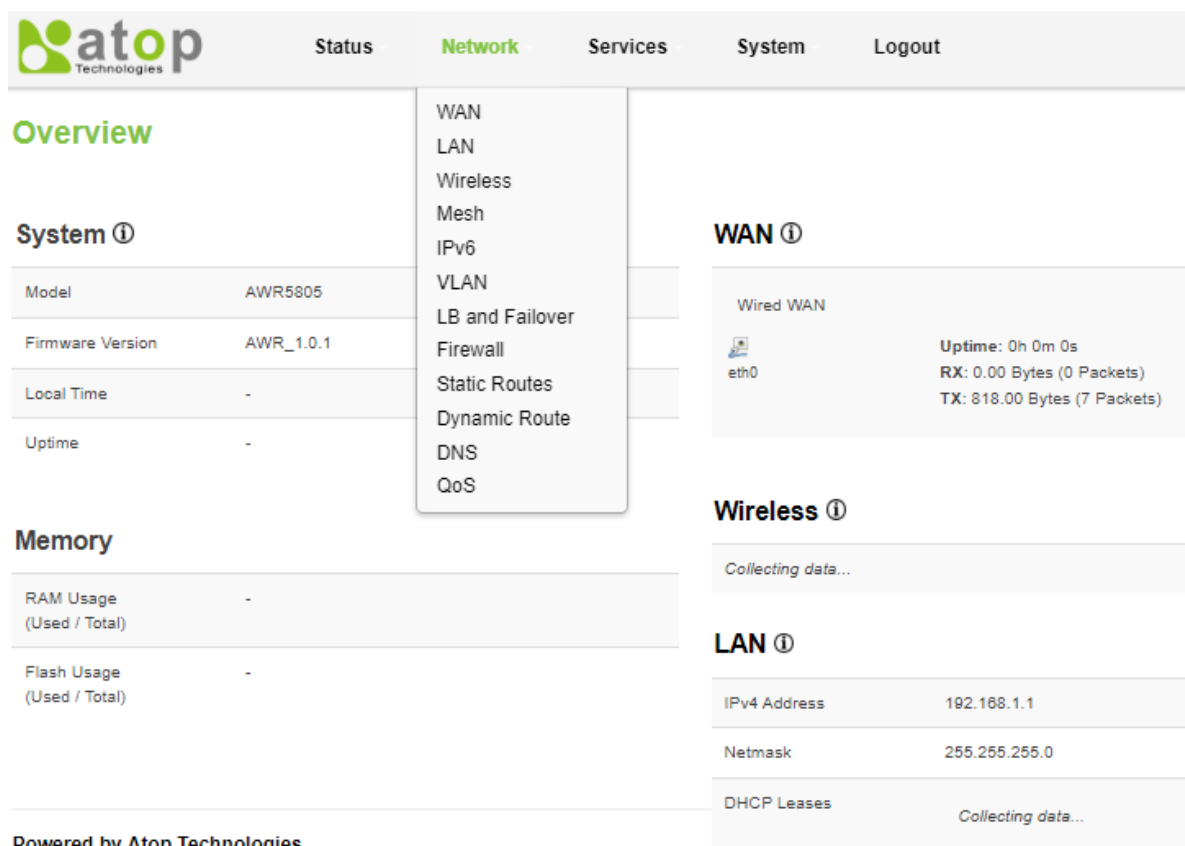 atop
Technologies
Status
Network
Services
System
Logout
WAN
LAN
Wireless
Mesh
IPv6
VLAN
LB and Failover
Firewall
Static Routes
Dynamic Route
DNS
QoS
Overview
System
Model AWR5805
Firmware Version AWR_1.0.1
Local Time -
Uptime -
Memory
RAM Usage -
(Used / Total)
Flash Usage -
(Used / Total)
WAN
Wired WAN
eth0
Uptime: 0h 0m 0s
RX: 0.00 Bytes (0 Packets)
TX: 818.00 Bytes (7 Packets)
Wireless
Collecting data...
LAN
IPv4 Address 192.168.1.1
Netmask 255.255.255.0
DHCP Leases
Collecting data...
Powered by Atop Technologies